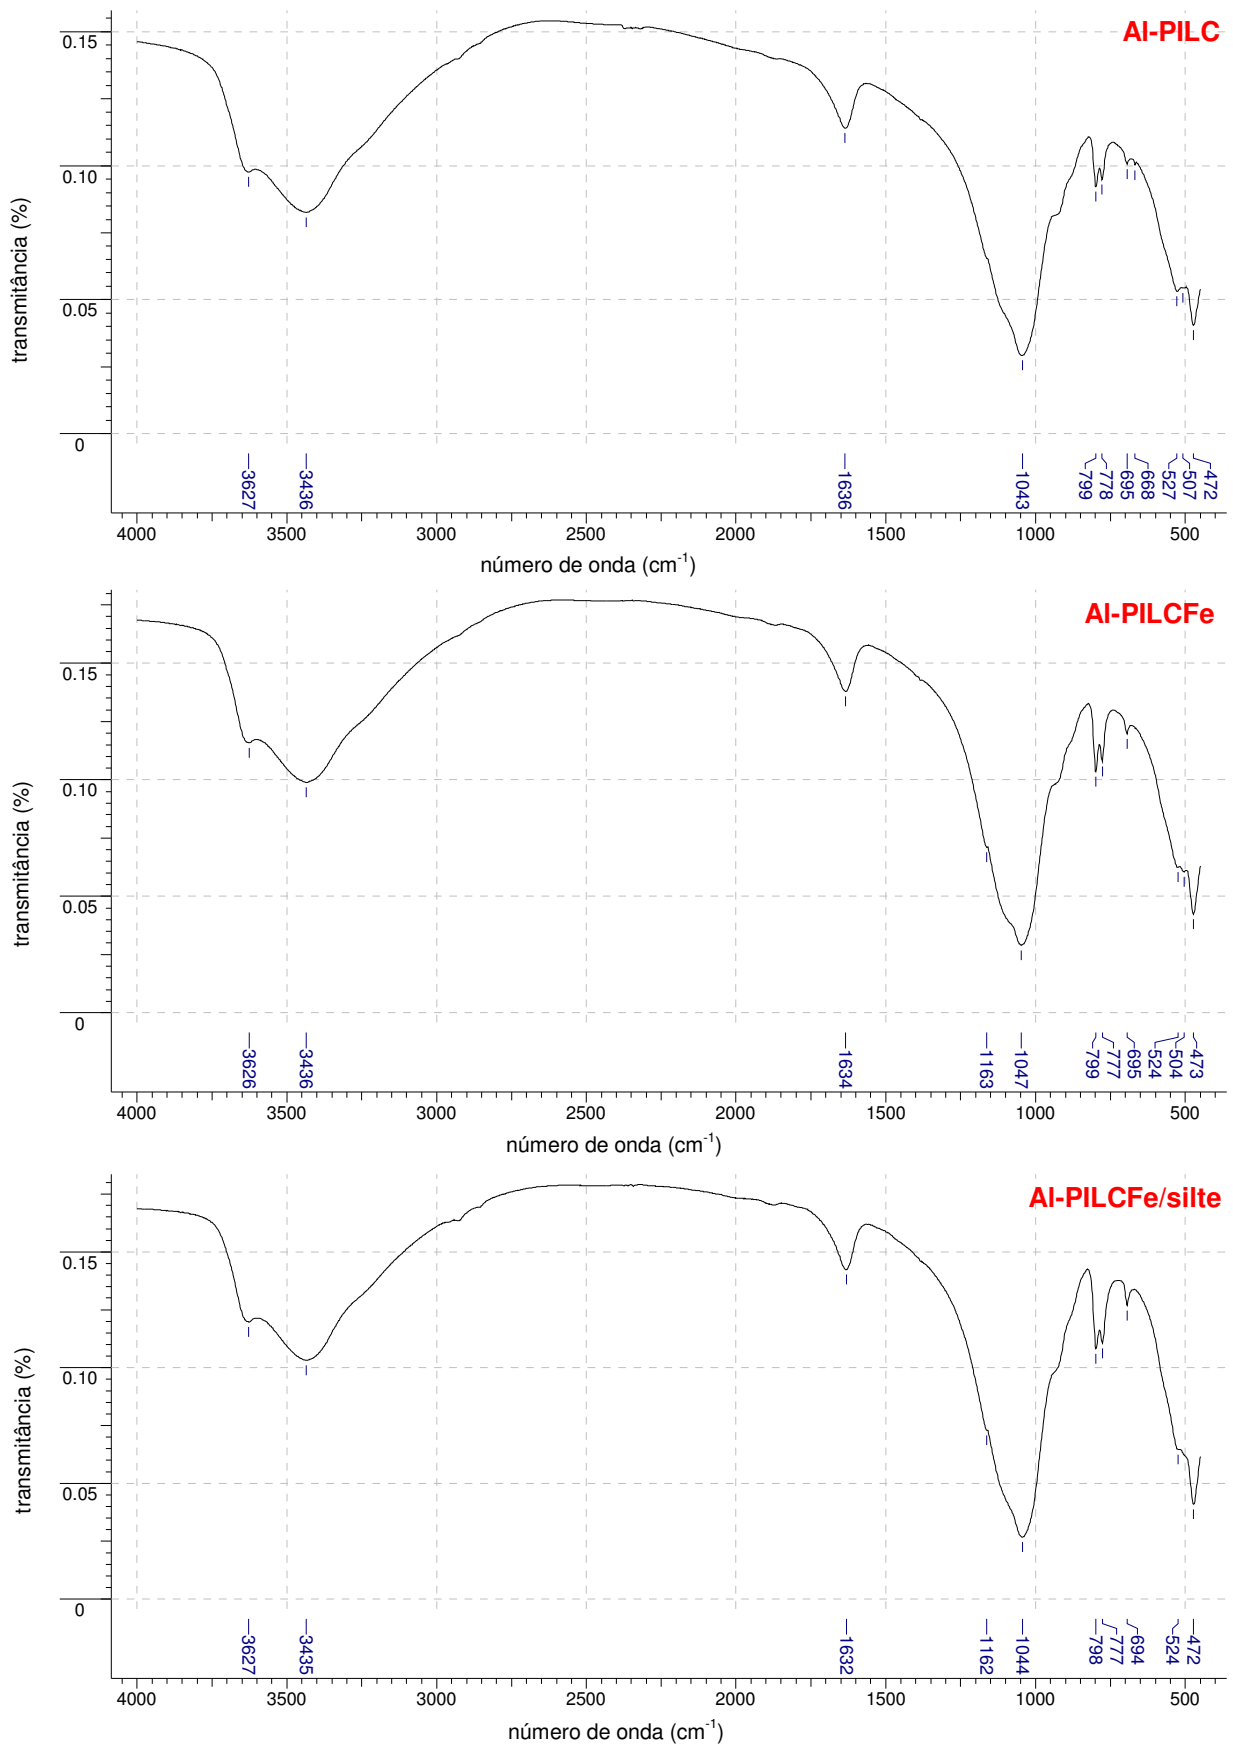 Al-PILC
0.15
0.10
0.05
0
transmitância (%)
3627 3436 1636 1043 799 778 695 668 527 507 472
4000 3500 3000 2500 2000 1500 1000 500
número de onda (cm-1)
Al-PILCFe
0.15
0.10
0.05
0
transmitância (%)
3626 3436 1634 1163 1047 799 777 695 524 504 473
4000 3500 3000 2500 2000 1500 1000 500
número de onda (cm-1)
Al-PILCFe/silte
0.15
0.10
0.05
0
transmitância (%)
3627 3435 1632 1162 1044 798 777 694 524 472
4000 3500 3000 2500 2000 1500 1000 500
número de onda (cm-1)